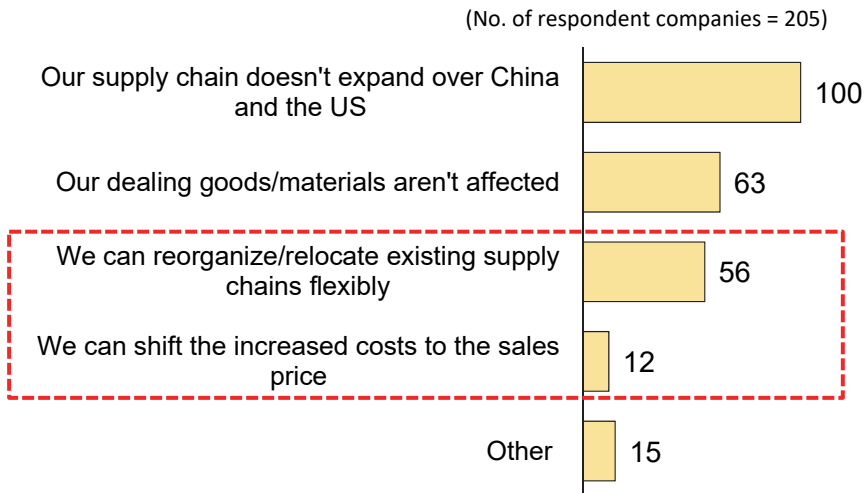 (No. of respondent companies = 205)
Our supply chain doesn't expand over China
and the US
100
Our dealing goods/materials aren't affected
63
We can reorganize/relocate existing supply
chains flexibly
56
We can shift the increased costs to the sales
price
12
Other
15